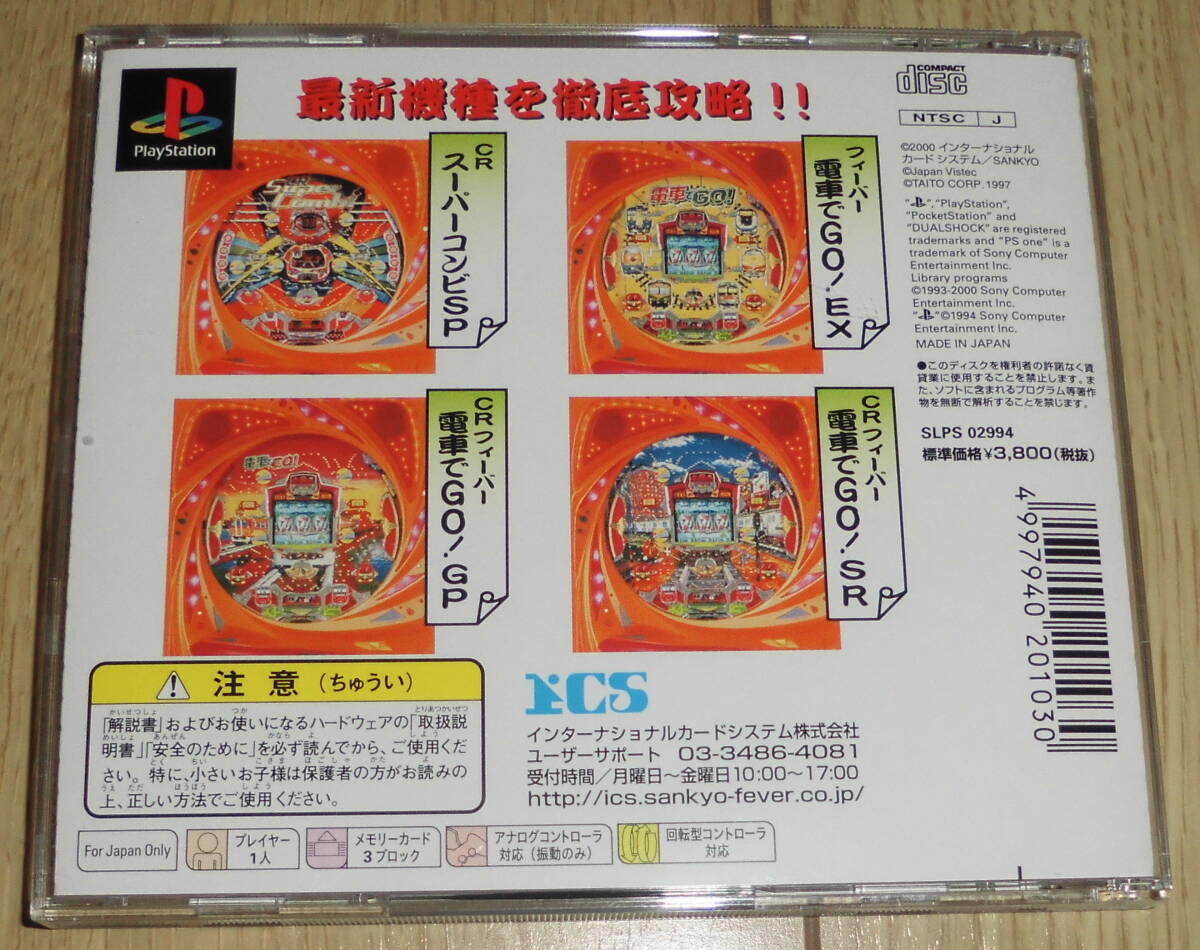 PlayStation
最新機種を徹底攻略!!
COMPACT
disc
NTSC J
CR
スーパーコンビSP
Super
Combi
フィーバー
電車でGO! EX
電車でGO!
CRフィーバー
電車でGO! GP
電車でGO!
CRフィーバー
電車でGO! SR
©2000 インターナショナル
カードシステム／SANKYO
©Japan Vistec
©TAITO CORP. 1997
" ", "PlayStation",
"PocketStation" and
"DUALSHOCK" are registered
trademarks and "PS one" is a
trademark of Sony Computer
Entertainment Inc.
Library programs
©1993-2000 Sony Computer
Entertainment Inc.
" "©1994 Sony Computer
Entertainment Inc.
MADE IN JAPAN
●このディスクを権利者の許諾なく賃
貸業に使用することを禁止します。ま
た、ソフトに含まれるプログラム等著作
物を無断で解析することを禁じます。
SLPS 02994
標準価格¥3,800(税抜)
4 997940 201030
注意(ちゅうい)
「解説書」およびお使いになるハードウェアの「取扱説
明書」「安全のために」を必ず読んでから、ご使用くだ
さい。特に、小さいお子様は保護者の方がお読みの
上、正しい方法でご使用ください。
ICS
インターナショナルカードシステム株式会社
ユーザーサポート 03-3486-4081
受付時間／月曜日〜金曜日10:00〜17:00
http://ics.sankyo-fever.co.jp/
For Japan Only
プレイヤー
1人
メモリーカード
3ブロック
アナログコントローラ
対応(振動のみ)
回転型コントローラ
対応